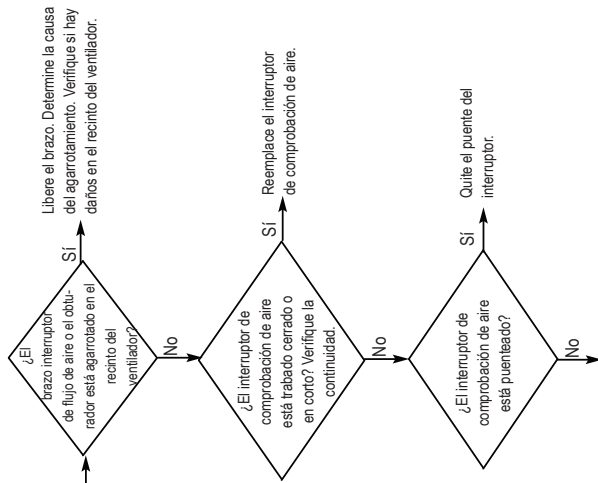 ¿El
brazo interruptor
de flujo de aire o el obtu-
rador está agarrotado en el
recinto del
ventilador?
Sí
Libere el brazo. Determine la causa
del agarrotamiento. Verifique si hay
daños en el recinto del ventilador.
No
¿El interruptor de
comprobación de aire
está trabado cerrado o
en corto? Verifique la
continuidad.
Sí
Reemplace el interruptor
de comprobación de aire.
No
¿El interruptor de
comprobación de aire
está puenteado?
Sí
Quite el puente del
interruptor.
No